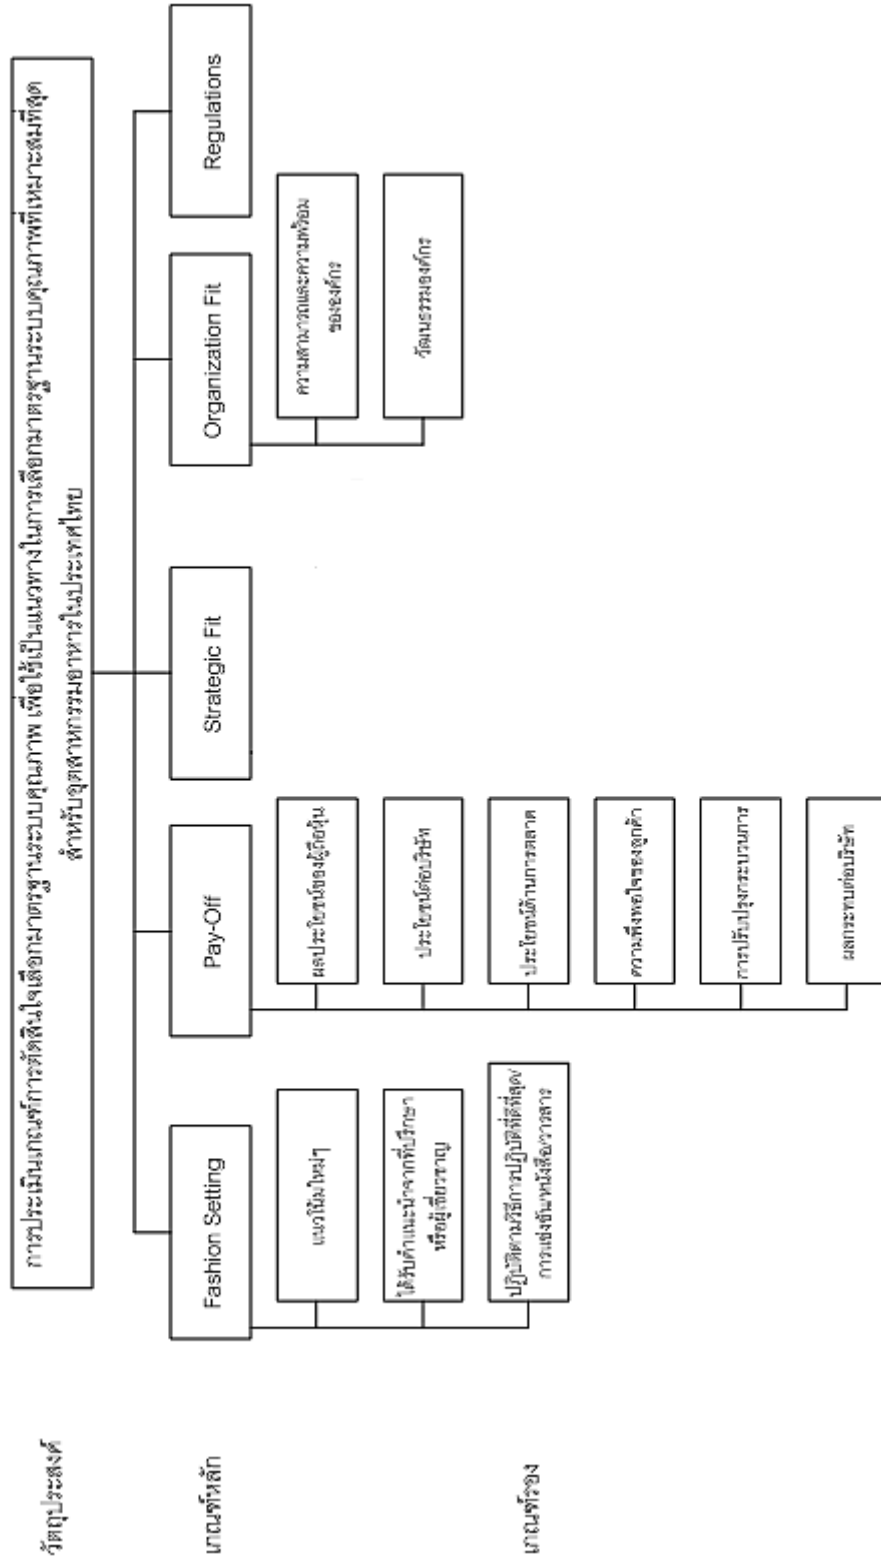 วัตถุประสงค์
การประเมินเกณฑ์การตัดสินใจเลือกมาตรฐานระบบคุณภาพ เพื่อใช้เป็นแนวทางในการเลือกมาตรฐานระบบคุณภาพที่เหมาะสมที่สุด
สำหรับอุตสาหกรรมอาหารในประเทศไทย
เกณฑ์หลัก
Fashion Setting
Pay-Off
Strategic Fit
Organization Fit
Regulations
เกณฑ์รอง
แนวโน้มใหม่ๆ
ได้รับคำแนะนำจากที่ปรึกษา
หรือผู้เชี่ยวชาญ
ปฏิบัติตามวิธีการปฏิบัติที่ดีที่สุด/
การแข่งขัน/หนังสือ/วารสาร
ผลประโยชน์ของผู้ถือหุ้น
ประโยชน์ต่อบริษัท
ประโยชน์ด้านการตลาด
ความพึงพอใจของลูกค้า
การปรับปรุงกระบวนการ
ผลกระทบต่อบริษัท
ความสามารถและความพร้อม
ขององค์กร
วัฒนธรรมองค์กร